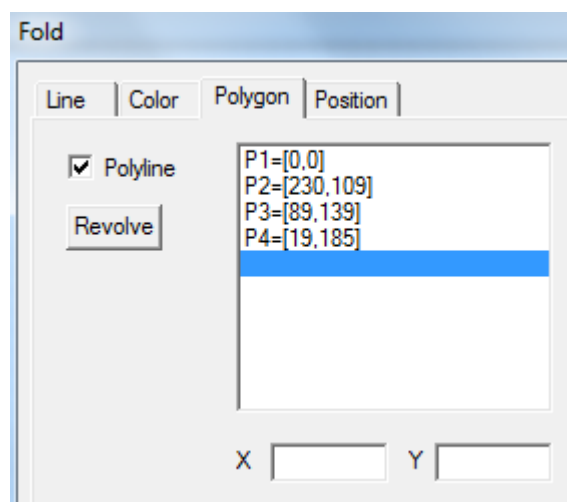 Fold
Line Color Polygon Position
Polyline
Revolve
P1=[0,0]
P2=[230,109]
P3=[89,139]
P4=[19,185]
X Y